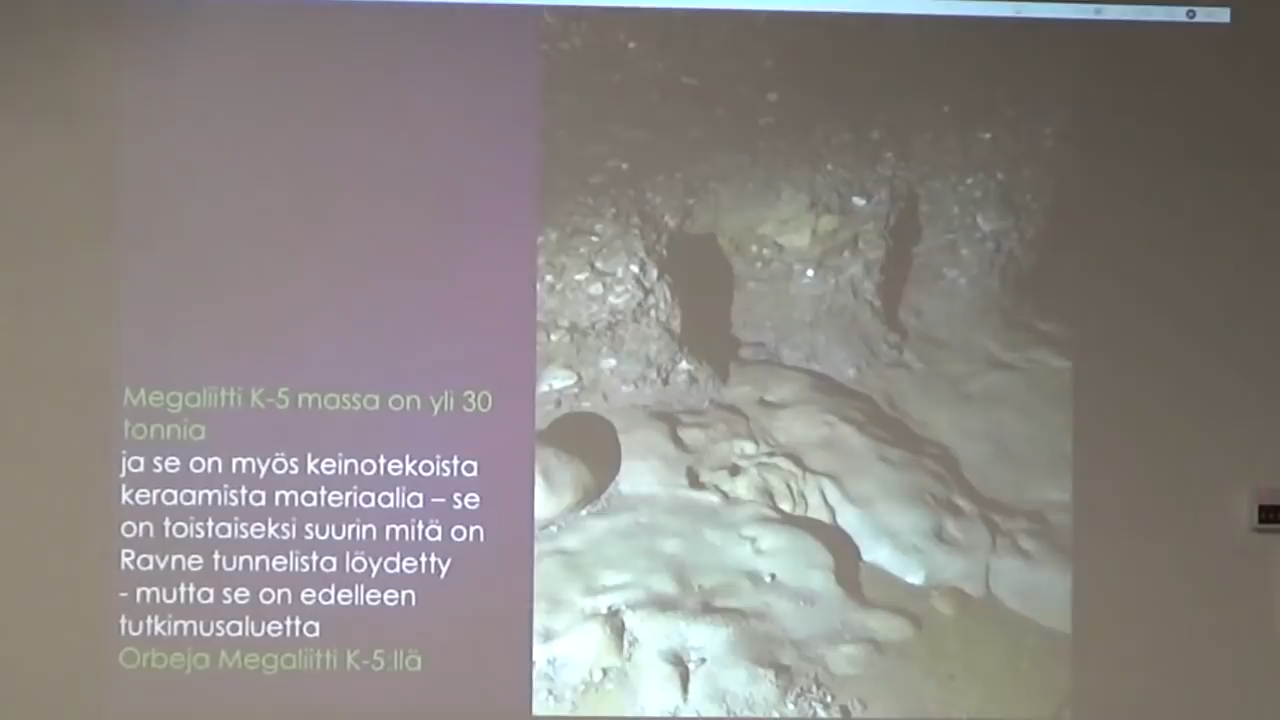 Megaliitti K-5 massa on yli 30
tonnia
ja se on myös keinotekoista
keraamista materiaalia – se
on toistaiseksi suurin mitä on
Ravne tunnelista löydetty
- mutta se on edelleen
tutkimusaluetta
Orbeja Megaliitti K-5:llä